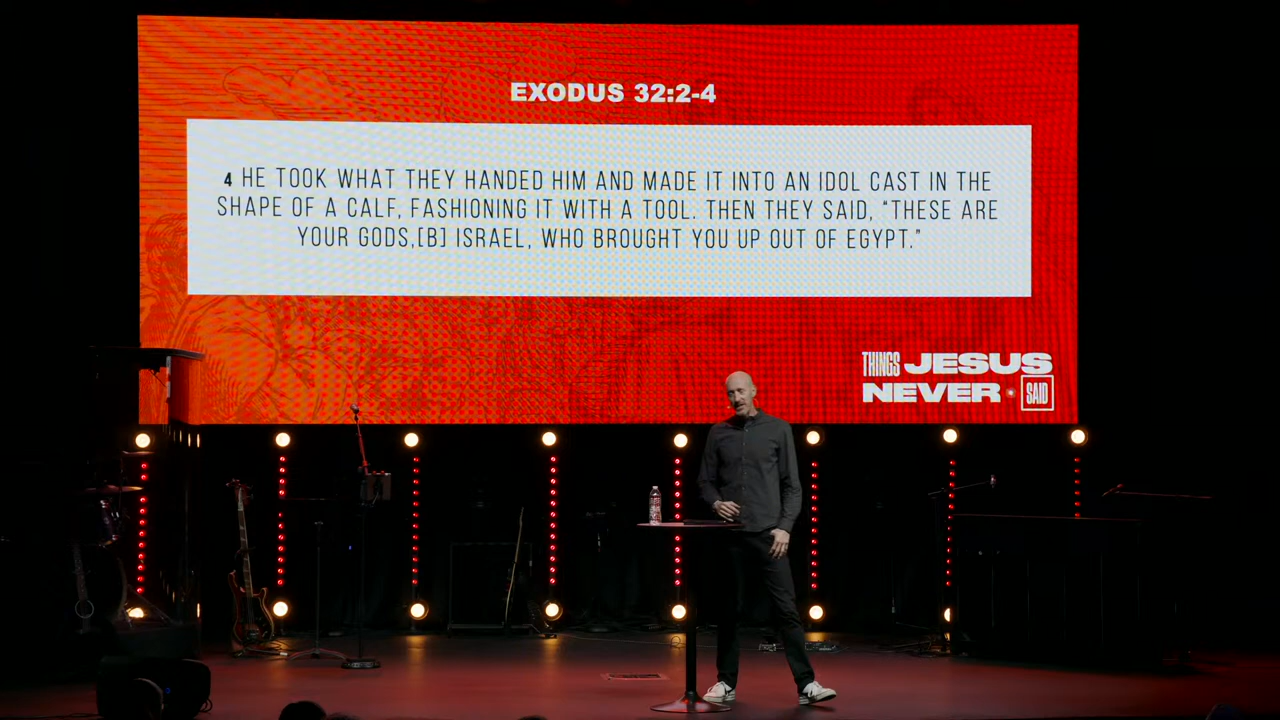 EXODUS 32:2-4
4 HE TOOK WHAT THEY HANDED HIM AND MADE IT INTO AN IDOL CAST IN THE
SHAPE OF A CALF, FASHIONING IT WITH A TOOL. THEN THEY SAID, “THESE ARE
YOUR GODS,[B] ISRAEL, WHO BROUGHT YOU UP OUT OF EGYPT.”
THINGS JESUS
NEVER SAID